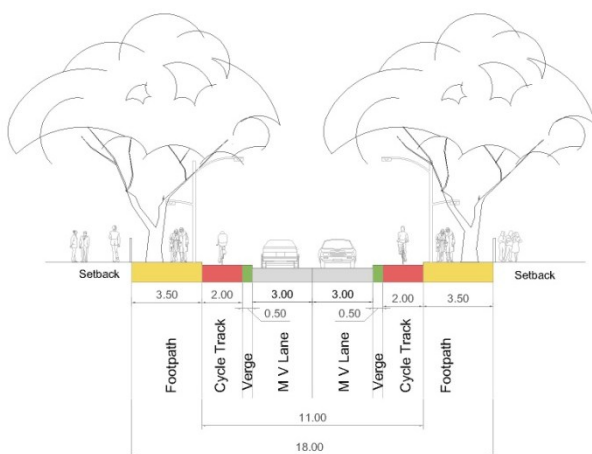 Setback
Setback
3.50
2.00
3.00
3.00
2.00
3.50
0.50
0.50
Footpath
Cycle Track
Verge
M V Lane
M V Lane
Verge
Cycle Track
Footpath
11.00
18.00